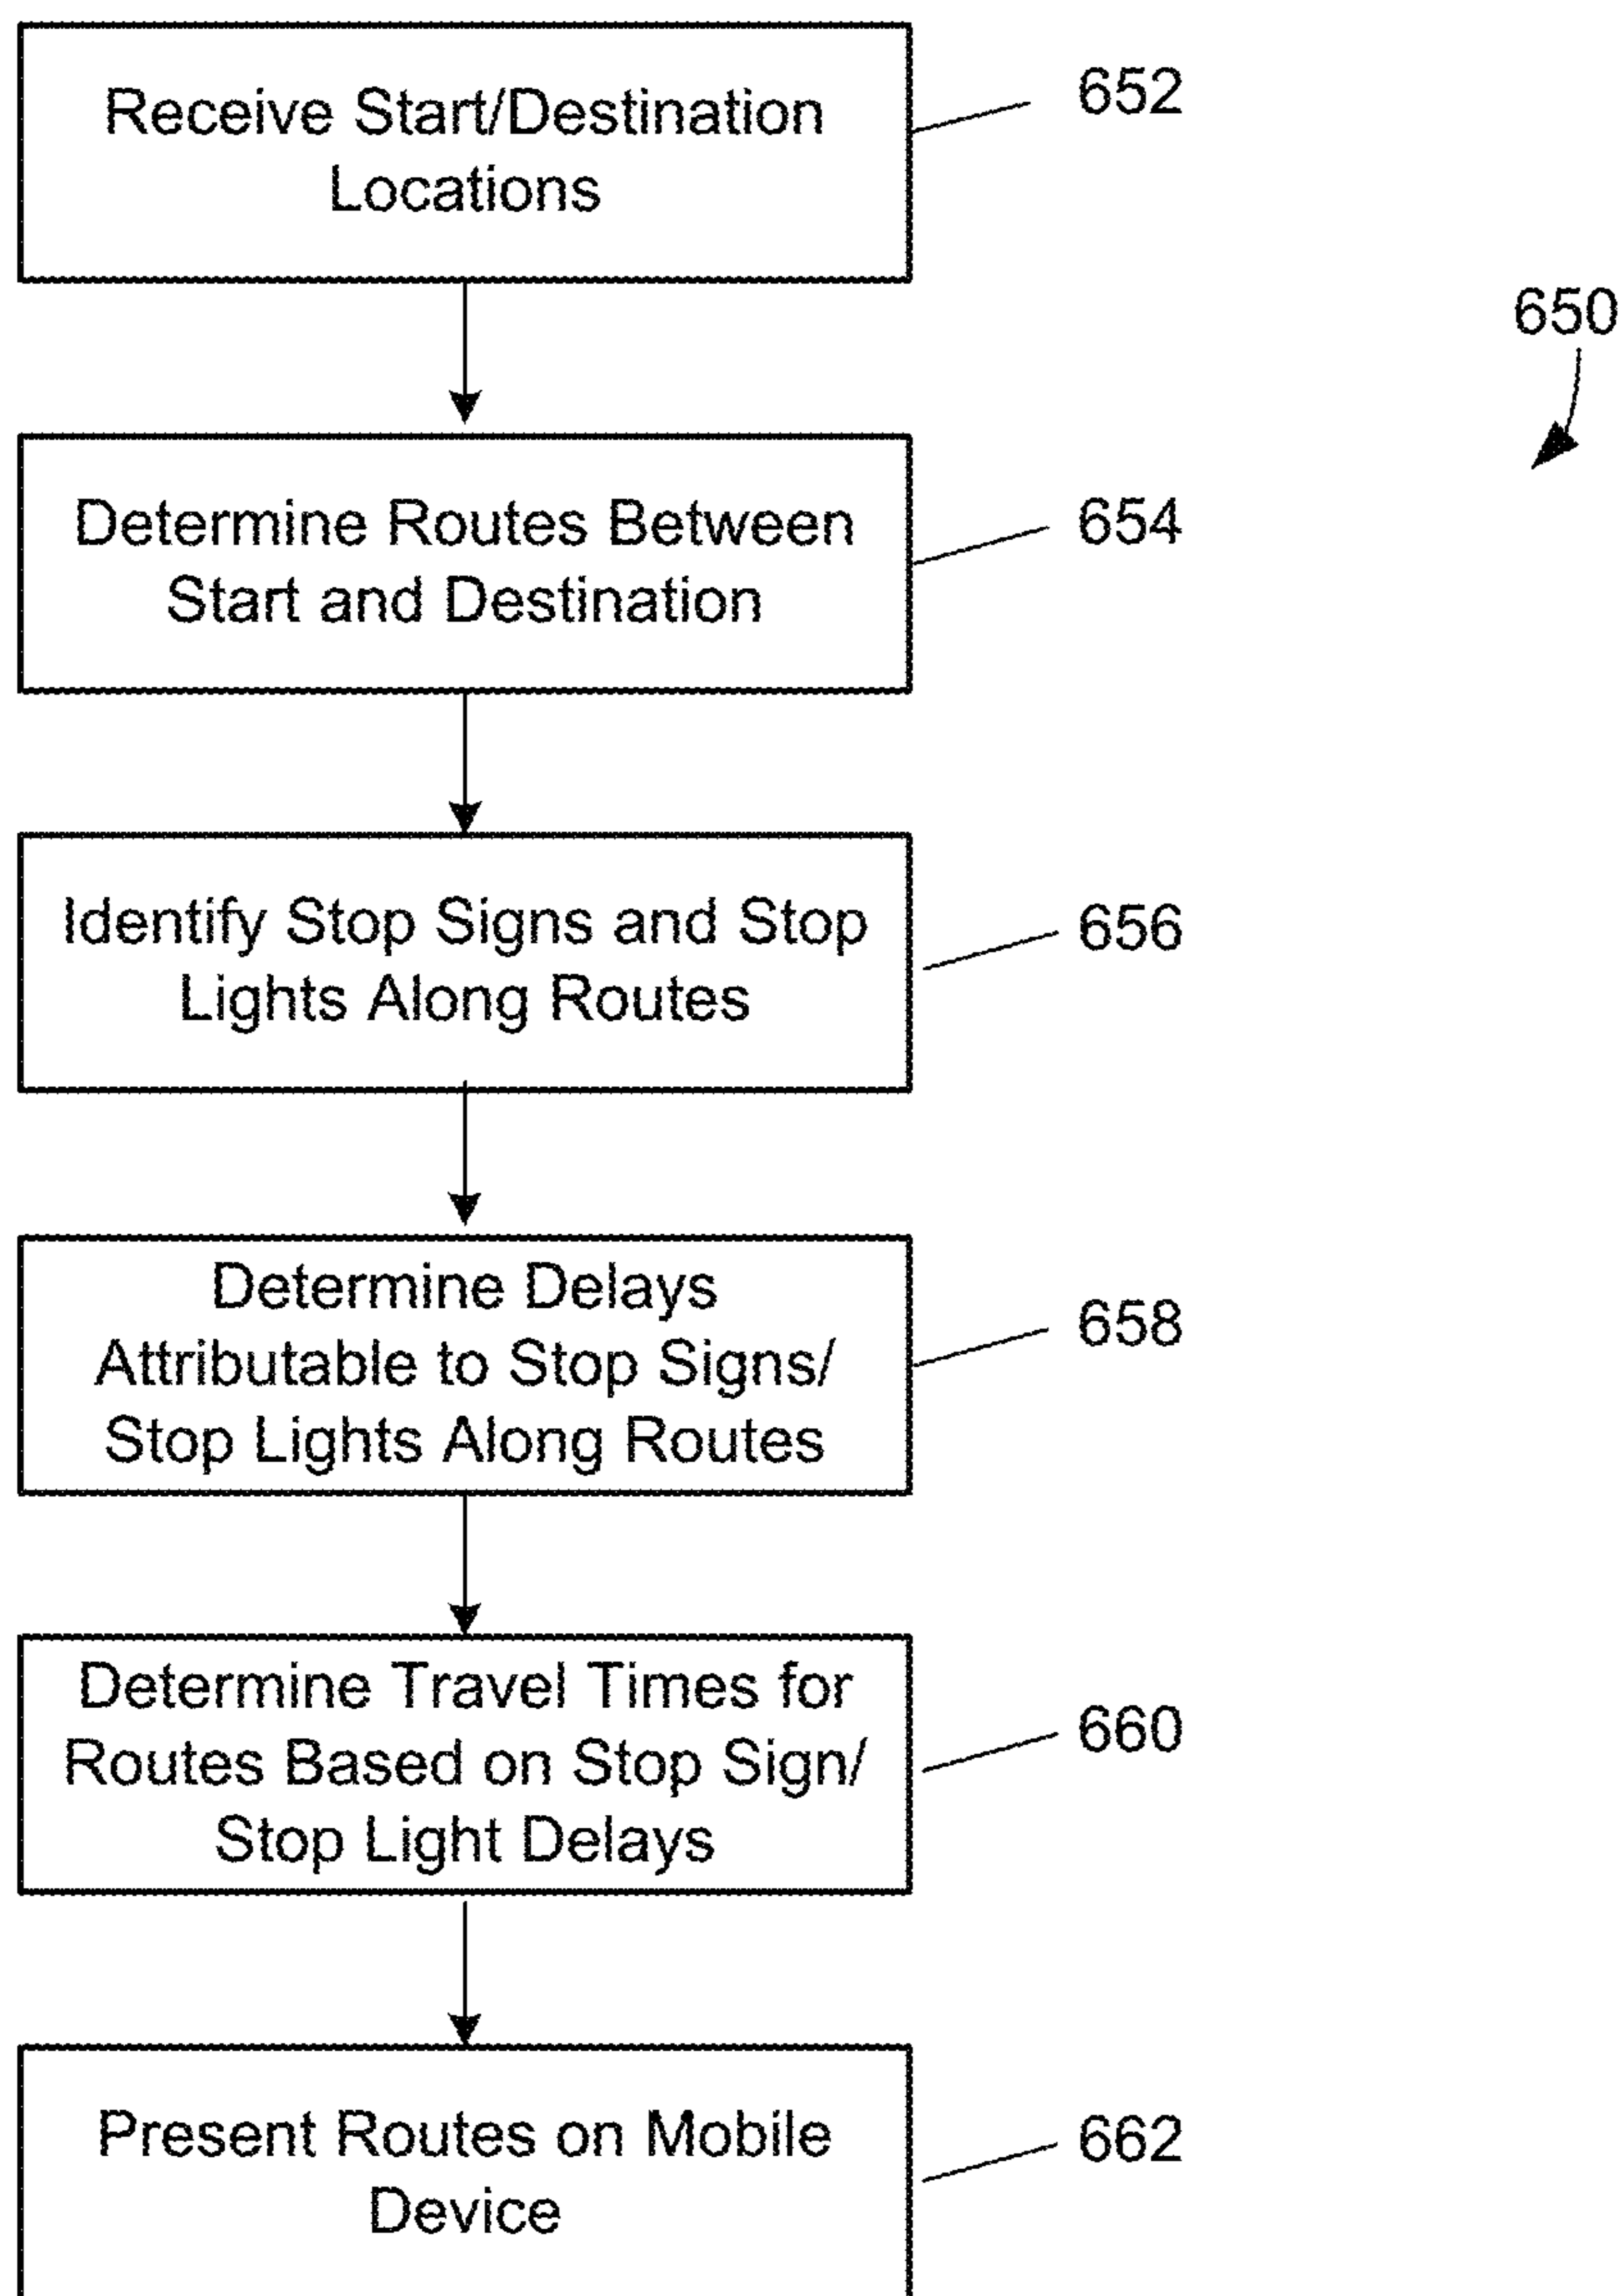 Receive Start/Destination
Locations
652
650
Determine Routes Between
Start and Destination
654
Identify Stop Signs and Stop
Lights Along Routes
656
Determine Delays
Attributable to Stop Signs/
Stop Lights Along Routes
658
Determine Travel Times for
Routes Based on Stop Sign/
Stop Light Delays
660
Present Routes on Mobile
Device
662